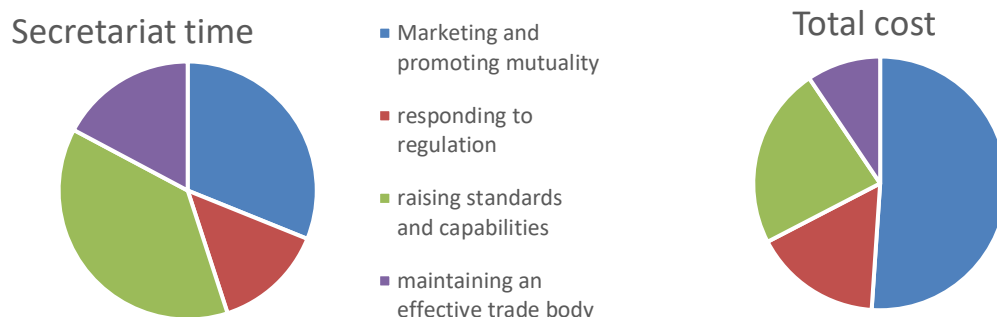 Secretariat time
Marketing and
promoting mutuality
responding to
regulation
raising standards
and capabilities
maintaining an
effective trade body
Total cost